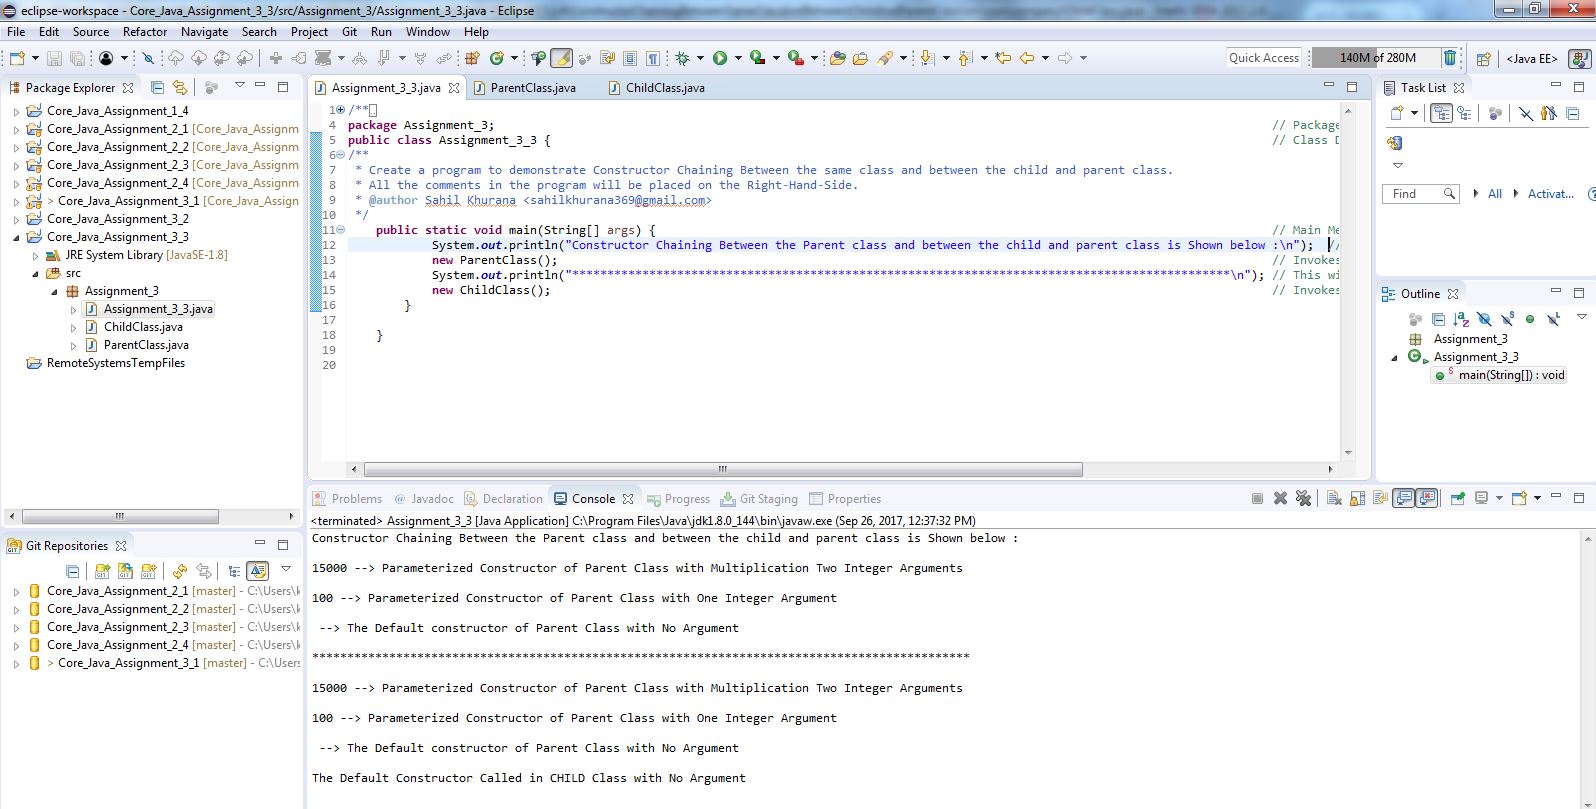 eclipse-workspace - Core_Java_Assignment_3_3/src/Assignment_3/Assignment_3_3.java - Eclipse
File Edit Source Refactor Navigate Search Project Git Run Window Help
Quick Access 140M of 280M <Java EE>
Package Explorer
Core_Java_Assignment_1_4
Core_Java_Assignment_2_1 [Core_Java_Assignm
Core_Java_Assignment_2_2 [Core_Java_Assignm
Core_Java_Assignment_2_3 [Core_Java_Assignm
Core_Java_Assignment_2_4 [Core_Java_Assignm
> Core_Java_Assignment_3_1 [Core_Java_Assign
Core_Java_Assignment_3_2
Core_Java_Assignment_3_3
JRE System Library [JavaSE-1.8]
src
Assignment_3
Assignment_3_3.java
ChildClass.java
ParentClass.java
RemoteSystemsTempFiles
Assignment_3_3.java ParentClass.java ChildClass.java
1 /**
4 package Assignment_3; // Package
5 public class Assignment_3_3 { // Class D
6 /**
7 * Create a program to demonstrate Constructor Chaining Between the same class and between the child and parent class.
8 * All the comments in the program will be placed on the Right-Hand-Side.
9 * @author Sahil Khurana <sahilkhurana369@gmail.com>
10 */
11 public static void main(String[] args) { // Main Me
12 System.out.println("Constructor Chaining Between the Parent class and between the child and parent class is Shown below :\n"); //
13 new ParentClass(); // Invokes
14 System.out.println("**********************************************************************************************\n"); // This wi
15 new ChildClass(); // Invokes
16 }
17
18 }
19
20
Task List
Find All Activat...
Outline
Assignment_3
Assignment_3_3
main(String[]) : void
Problems Javadoc Declaration Console Progress Git Staging Properties
<terminated> Assignment_3_3 [Java Application] C:\Program Files\Java\jdk1.8.0_144\bin\javaw.exe (Sep 26, 2017, 12:37:32 PM)
Constructor Chaining Between the Parent class and between the child and parent class is Shown below :
15000 --> Parameterized Constructor of Parent Class with Multiplication Two Integer Arguments
100 --> Parameterized Constructor of Parent Class with One Integer Argument
--> The Default constructor of Parent Class with No Argument
**********************************************************************************************
15000 --> Parameterized Constructor of Parent Class with Multiplication Two Integer Arguments
100 --> Parameterized Constructor of Parent Class with One Integer Argument
--> The Default constructor of Parent Class with No Argument
The Default Constructor Called in CHILD Class with No Argument
Git Repositories
Core_Java_Assignment_2_1 [master] - C:\Users\k
Core_Java_Assignment_2_2 [master] - C:\Users\k
Core_Java_Assignment_2_3 [master] - C:\Users\k
Core_Java_Assignment_2_4 [master] - C:\Users\k
> Core_Java_Assignment_3_1 [master] - C:\Users